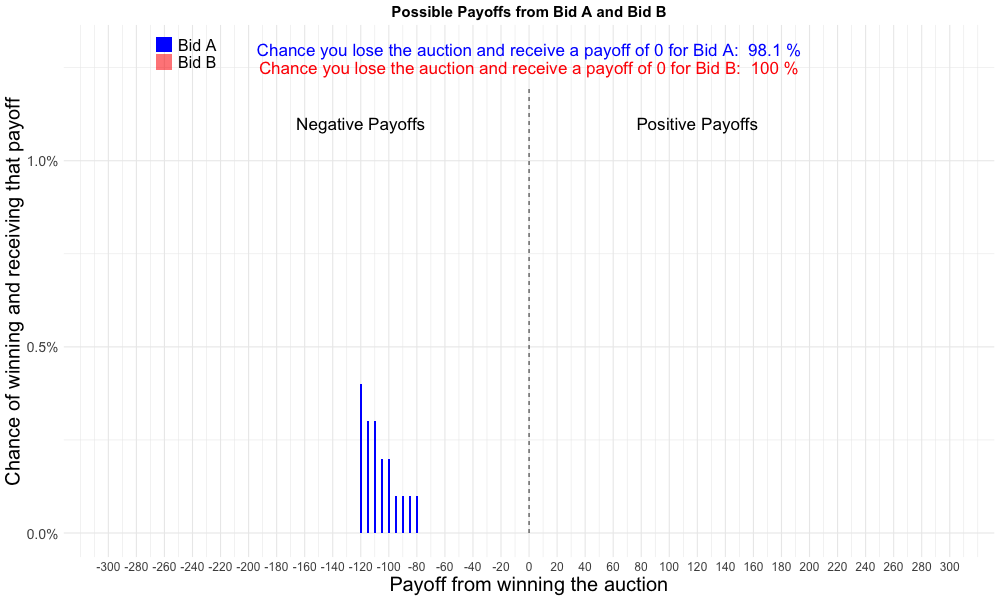 Possible Payoffs from Bid A and Bid B
Bid A
Bid B
Chance you lose the auction and receive a payoff of 0 for Bid A:  98.1 %
Chance you lose the auction and receive a payoff of 0 for Bid B:  100 %
Negative Payoffs
Positive Payoffs
Chance of winning and receiving that payoff
1.0%
0.5%
0.0%
-300 -280 -260 -240 -220 -200 -180 -160 -140 -120 -100 -80 -60 -40 -20 0 20 40 60 80 100 120 140 160 180 200 220 240 260 280 300
Payoff from winning the auction